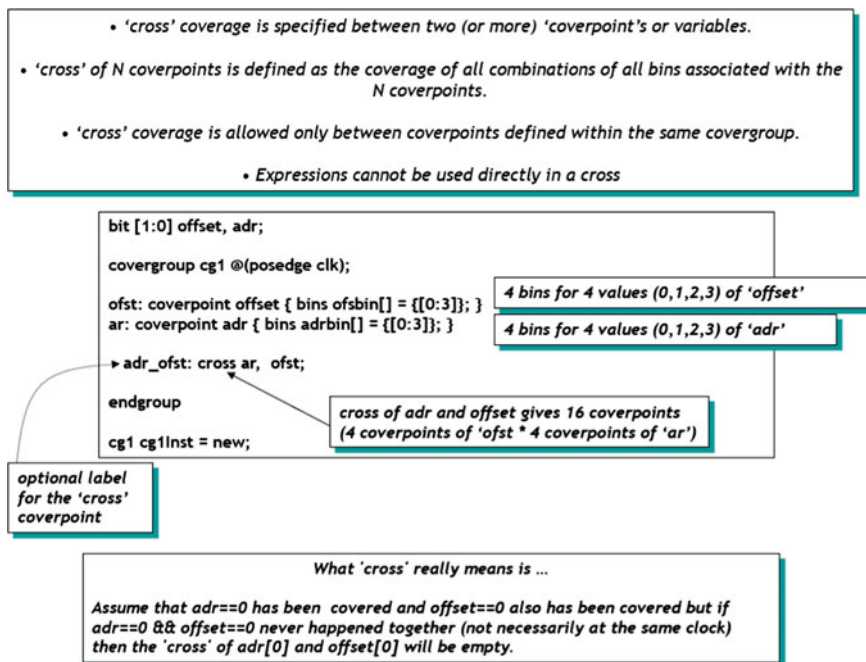 • ‘cross’ coverage is specified between two (or more) ‘coverpoint’s or variables.
• ‘cross’ of N coverpoints is defined as the coverage of all combinations of all bins associated with the
N coverpoints.
• ‘cross’ coverage is allowed only between coverpoints defined within the same covergroup.
• Expressions cannot be used directly in a cross
bit [1:0] offset, adr;
covergroup cg1 @(posedge clk);
ofst: coverpoint offset { bins ofsbin[] = {[0:3]}; }
4 bins for 4 values (0,1,2,3) of ‘offset’
ar: coverpoint adr { bins adrbin[] = {[0:3]}; }
4 bins for 4 values (0,1,2,3) of ‘adr’
adr_ofst: cross ar, ofst;
endgroup
cross of adr and offset gives 16 coverpoints
(4 coverpoints of ‘ofst * 4 coverpoints of ‘ar’)
cg1 cg1Inst = new;
optional label
for the ‘cross’
coverpoint
What ‘cross’ really means is …
Assume that adr==0 has been covered and offset==0 also has been covered but if
adr==0 && offset==0 never happened together (not necessarily at the same clock)
then the ‘cross’ of adr[0] and offset[0] will be empty.